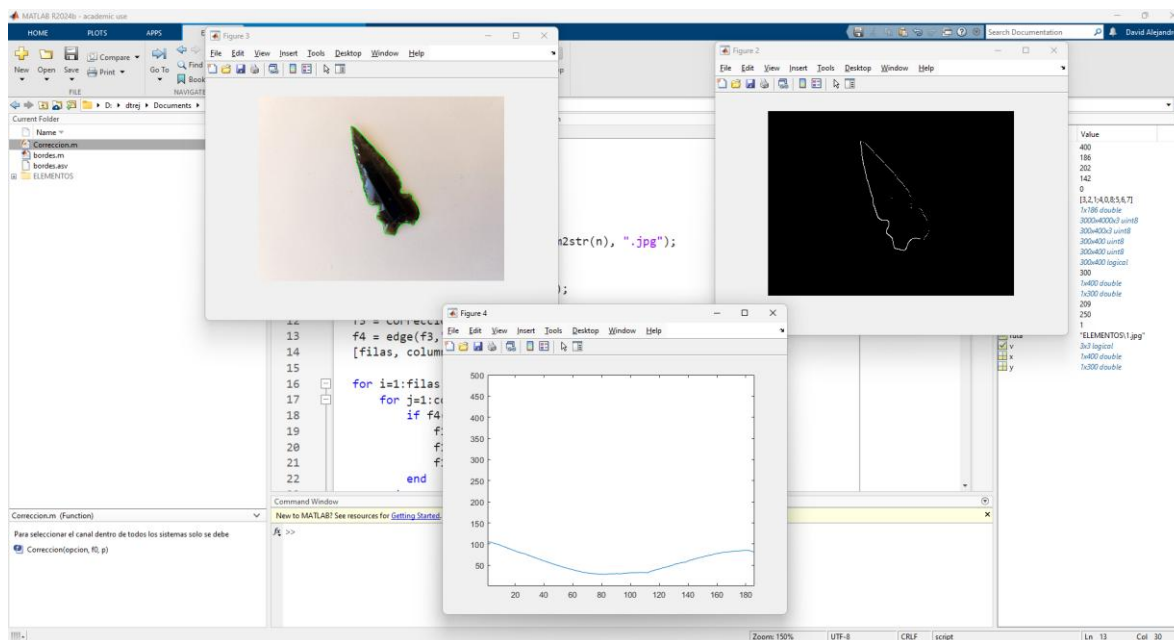 MATLAB R2024b - academic use
HOME PLOTS APPS
Search Documentation
David Alejandr
New Open Save
Compare
Print
Go To
Find
Book
FILE
NAVIGATE
D: dtrej Documents
Current Folder
Name
Correccion.m
bordes.m
bordes.asv
ELEMENTOS
Figure 3
File Edit View Insert Tools Desktop Window Help
Figure 2
File Edit View Insert Tools Desktop Window Help
Value
400
186
202
142
0
[3,2,1;4,0,8;5,6,7]
1x186 double
3000x4000x3 uint8
300x400x3 uint8
300x400 uint8
300x400 uint8
300x400 logical
300
1x400 double
1x300 double
209
250
1
"ELEMENTOS\1.jpg"
v 3x3 logical
x 1x400 double
y 1x300 double
m2str(n), ".jpg");
);
13 f4 = edge(f3,
14 [filas, colum
15
16 for i=1:filas
17 for j=1:co
18 if f4
19 f
20 f
21 f
22 end
Figure 4
File Edit View Insert Tools Desktop Window Help
500
450
400
350
300
250
200
150
100
50
20 40 60 80 100 120 140 160 180
Command Window
New to MATLAB? See resources for Getting Started.
fx >>
Correccion.m (Function)
Para seleccionar el canal dentro de todos los sistemas solo se debe
Correccion(opcion, f0, p)
Zoom: 150% UTF-8 CRLF script Ln 13 Col 30